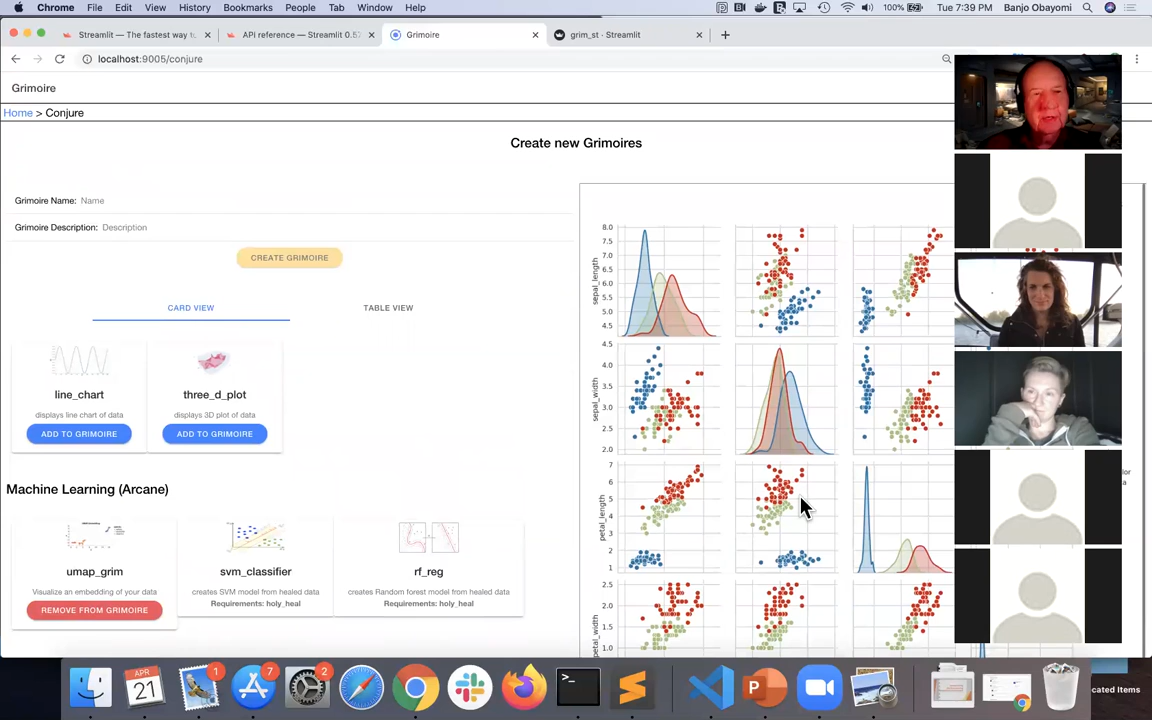 Chrome File Edit View History Bookmarks People Tab Window Help
100% Tue 7:39 PM Banjo Obayomi
Streamlit — The fastest way to
API reference — Streamlit 0.57
Grimoire
grim_st · Streamlit
localhost:9005/conjure
Grimoire
Home > Conjure
Create new Grimoires
Grimoire Name: Name
Grimoire Description: Description
CREATE GRIMOIRE
CARD VIEW TABLE VIEW
line_chart
displays line chart of data
ADD TO GRIMOIRE
three_d_plot
displays 3D plot of data
ADD TO GRIMOIRE
Machine Learning (Arcane)
umap_grim
Visualize an embedding of your data
REMOVE FROM GRIMOIRE
svm_classifier
creates SVM model from healed data
Requirements: holy_heal
rf_reg
creates Random forest model from healed data
Requirements: holy_heal
8.0
7.5
7.0
6.5
6.0
5.5
5.0
4.5
sepal_length
4.5
4.0
3.5
3.0
2.5
2.0
sepal_width
7
6
5
4
3
2
1
petal_length
2.5
2.0
1.5
1.0
petal_width
APR
21
1
7
2
cated Items